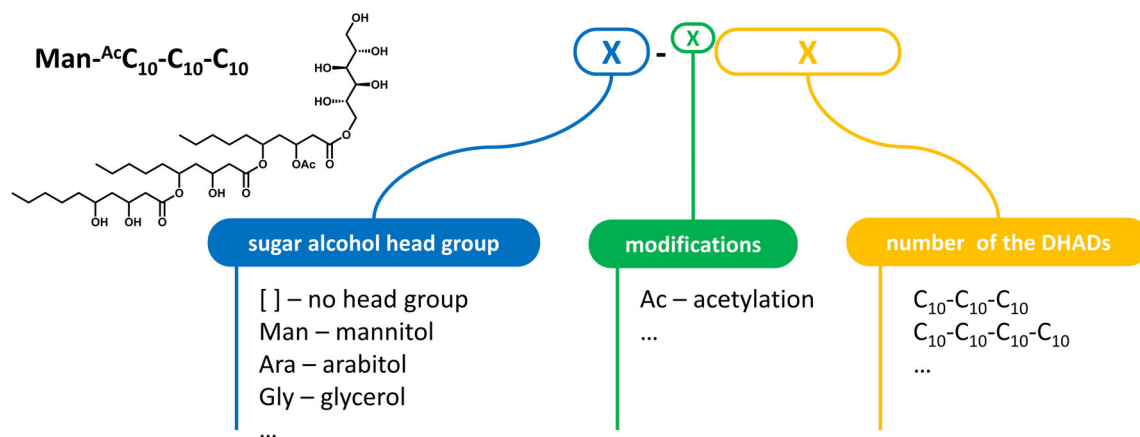 Man-ᴬᶜC₁₀-C₁₀-C₁₀
X - X X
OH
OH
HO
HO OH
OH
O
O
O
OAc
O
O
OH
O
O
OH OH
O
sugar alcohol head group
[ ] – no head group
Man – mannitol
Ara – arabitol
Gly – glycerol
...
modifications
Ac – acetylation
...
number of the DHADs
C₁₀-C₁₀-C₁₀
C₁₀-C₁₀-C₁₀-C₁₀
...